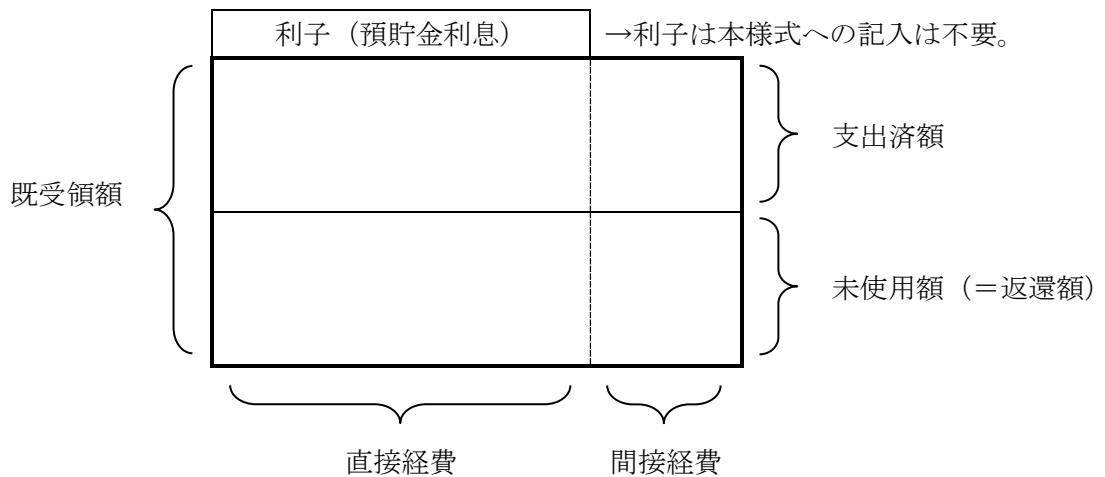 利子（預貯金利息） →利子は本様式への記入は不要。
支出済額
既受領額
未使用額（＝返還額）
直接経費 間接経費